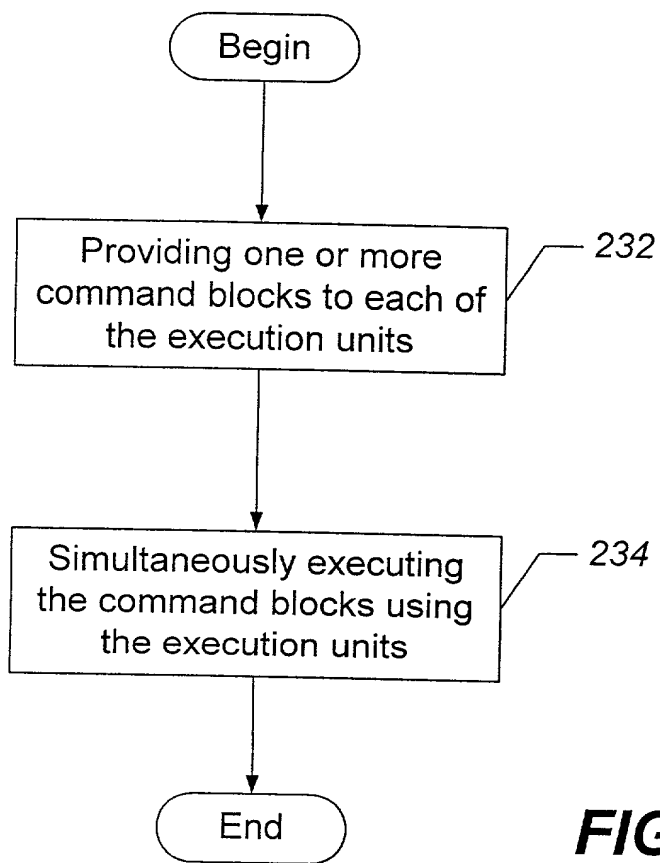 Begin
Providing one or more
command blocks to each of
the execution units
232
Simultaneously executing
the command blocks using
the execution units
234
End
FIG